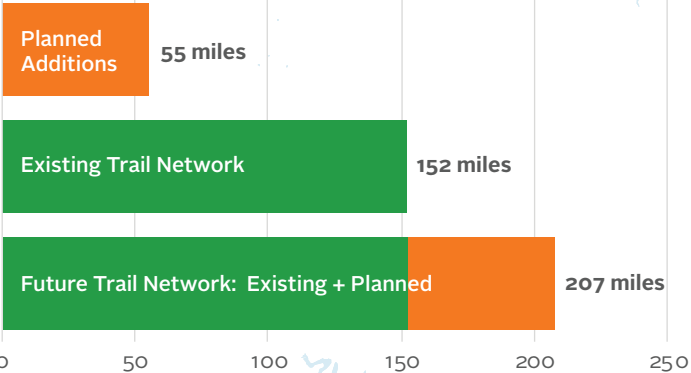 Planned
Additions
55 miles
Existing Trail Network
152 miles
Future Trail Network: Existing + Planned
207 miles
0 50 100 150 200 250